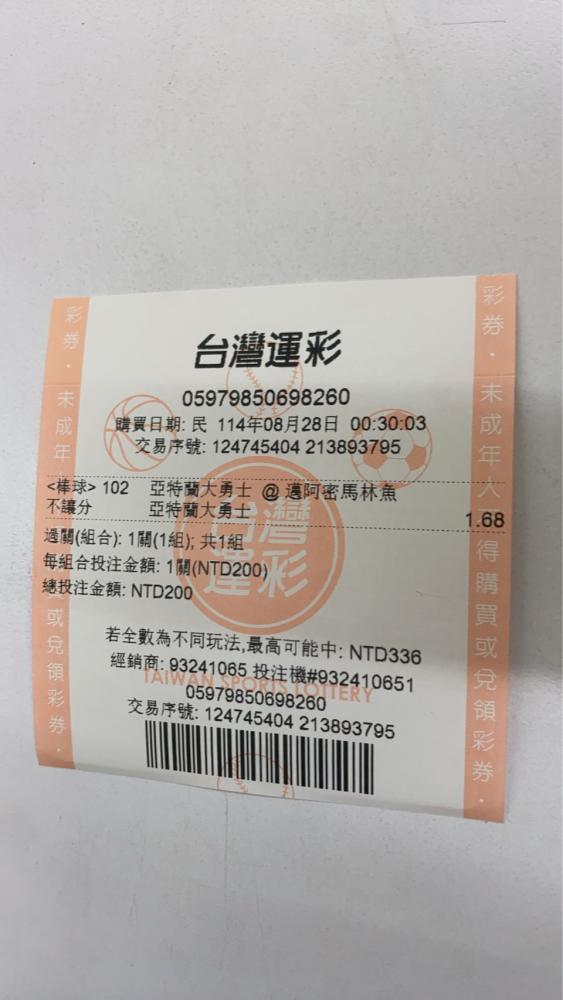 台灣運彩
05979850698260
購買日期: 民 114年08月28日 00:30:03
交易序號: 124745404 213893795
<棒球> 102 亞特蘭大勇士 @ 邁阿密馬林魚
不讓分 亞特蘭大勇士 1.68
過關(組合): 1關(1組); 共1組
每組合投注金額: 1關(NTD200)
總投注金額: NTD200
若全數為不同玩法,最高可能中: NTD336
經銷商: 93241065 投注機#932410651
TAIWAN SPORTS LOTTERY
05979850698260
交易序號: 124745404 213893795
台灣運彩
彩券・未成年人
或兌領彩券・
彩券・未成年人
得購買或兌領彩券・